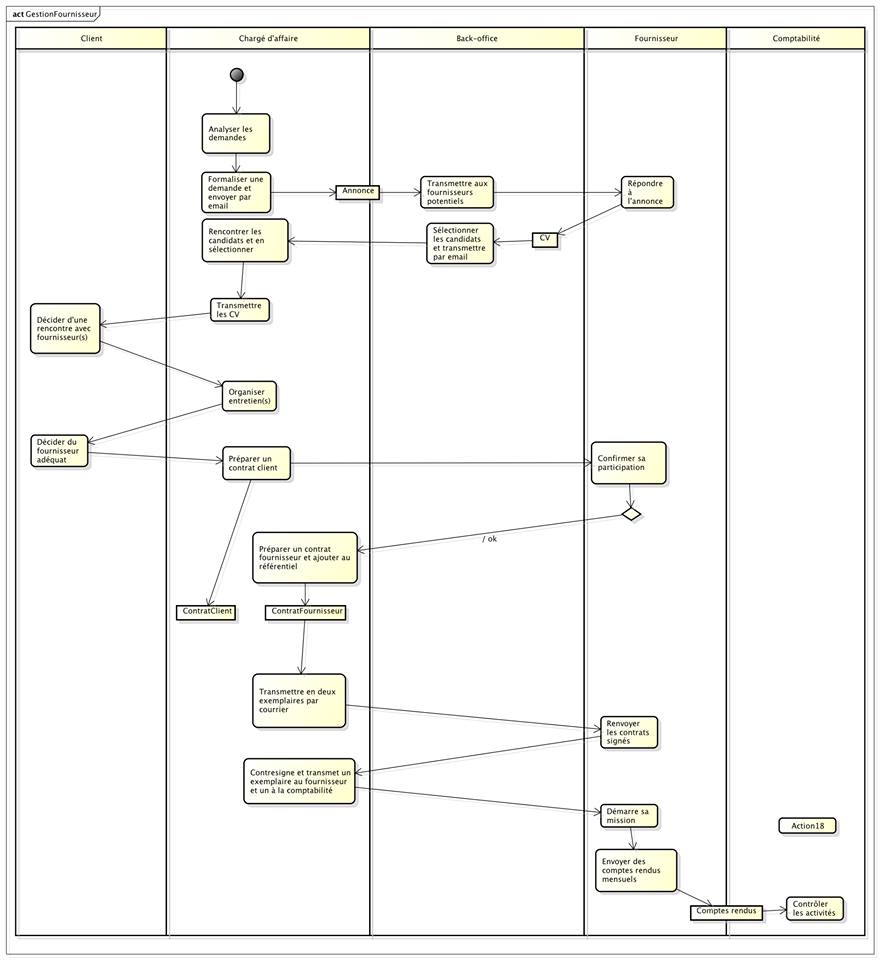 act GestionFournisseur
Client
Chargé d'affaire
Back-office
Fournisseur
Comptabilité
Analyser les
demandes
Formaliser une
demande et
envoyer par
email
Annonce
Transmettre aux
fournisseurs
potentiels
Répondre
à
l'annonce
Rencontrer les
candidats et en
sélectionner
Sélectionner
les candidats
et transmettre
par email
CV
Transmettre
les CV
Décider d'une
rencontre avec
fournisseur(s)
Organiser
entretien(s)
Décider du
fournisseur
adéquat
Préparer un
contrat client
Confirmer sa
participation
/ ok
Préparer un contrat
fournisseur et ajouter au
référentiel
ContratClient
ContratFournisseur
Transmettre en deux
exemplaires par
courrier
Renvoyer
les contrats
signés
Contresigne et transmet un
exemplaire au fournisseur
et un à la comptabilité
Démarre sa
mission
Action18
Envoyer des
comptes rendus
mensuels
Comptes rendus
Contrôler
les activités